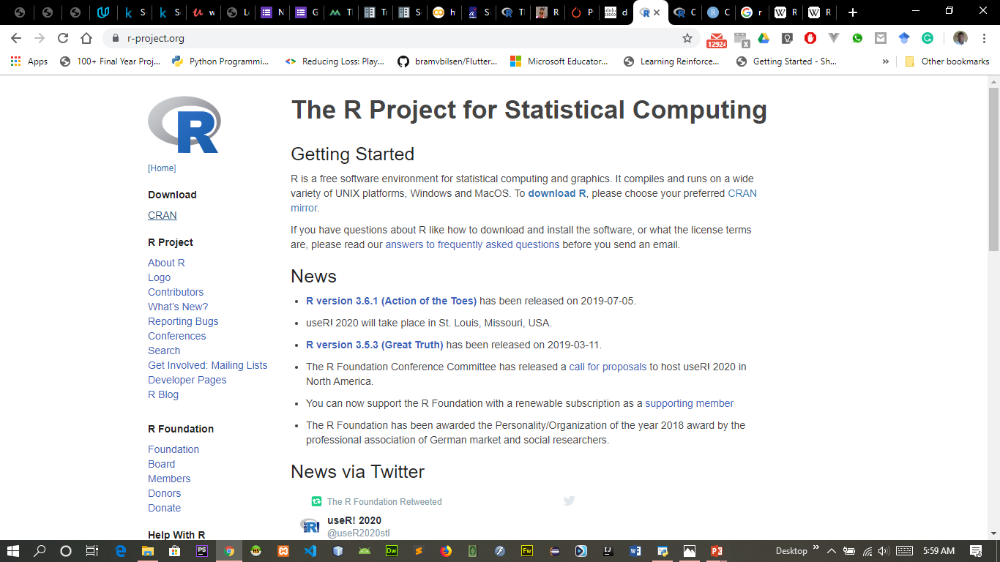 S
S
w
L
N
G
T
T
S
h
S
T
R
P
d
C
C
r
R
R
r-project.org
12924
Apps
100+ Final Year Proj...
Python Programmi...
Reducing Loss: Play...
bramvbilsen/Flutter...
Microsoft Educator...
Learning Reinforce...
Getting Started - Sh...
»
Other bookmarks
R
[Home]
Download
CRAN
R Project
About R
Logo
Contributors
What's New?
Reporting Bugs
Conferences
Search
Get Involved: Mailing Lists
Developer Pages
R Blog
R Foundation
Foundation
Board
Members
Donors
Donate
Help With R
The R Project for Statistical Computing
Getting Started
R is a free software environment for statistical computing and graphics. It compiles and runs on a wide
variety of UNIX platforms, Windows and MacOS. To download R, please choose your preferred CRAN
mirror.
If you have questions about R like how to download and install the software, or what the license terms
are, please read our answers to frequently asked questions before you send an email.
News
• R version 3.6.1 (Action of the Toes) has been released on 2019-07-05.
• useR! 2020 will take place in St. Louis, Missouri, USA.
• R version 3.5.3 (Great Truth) has been released on 2019-03-11.
• The R Foundation Conference Committee has released a call for proposals to host useR! 2020 in
North America.
• You can now support the R Foundation with a renewable subscription as a supporting member
• The R Foundation has been awarded the Personality/Organization of the year 2018 award by the
professional association of German market and social researchers.
News via Twitter
The R Foundation Retweeted
useR! 2020
@useR2020stl
Desktop
5:59 AM